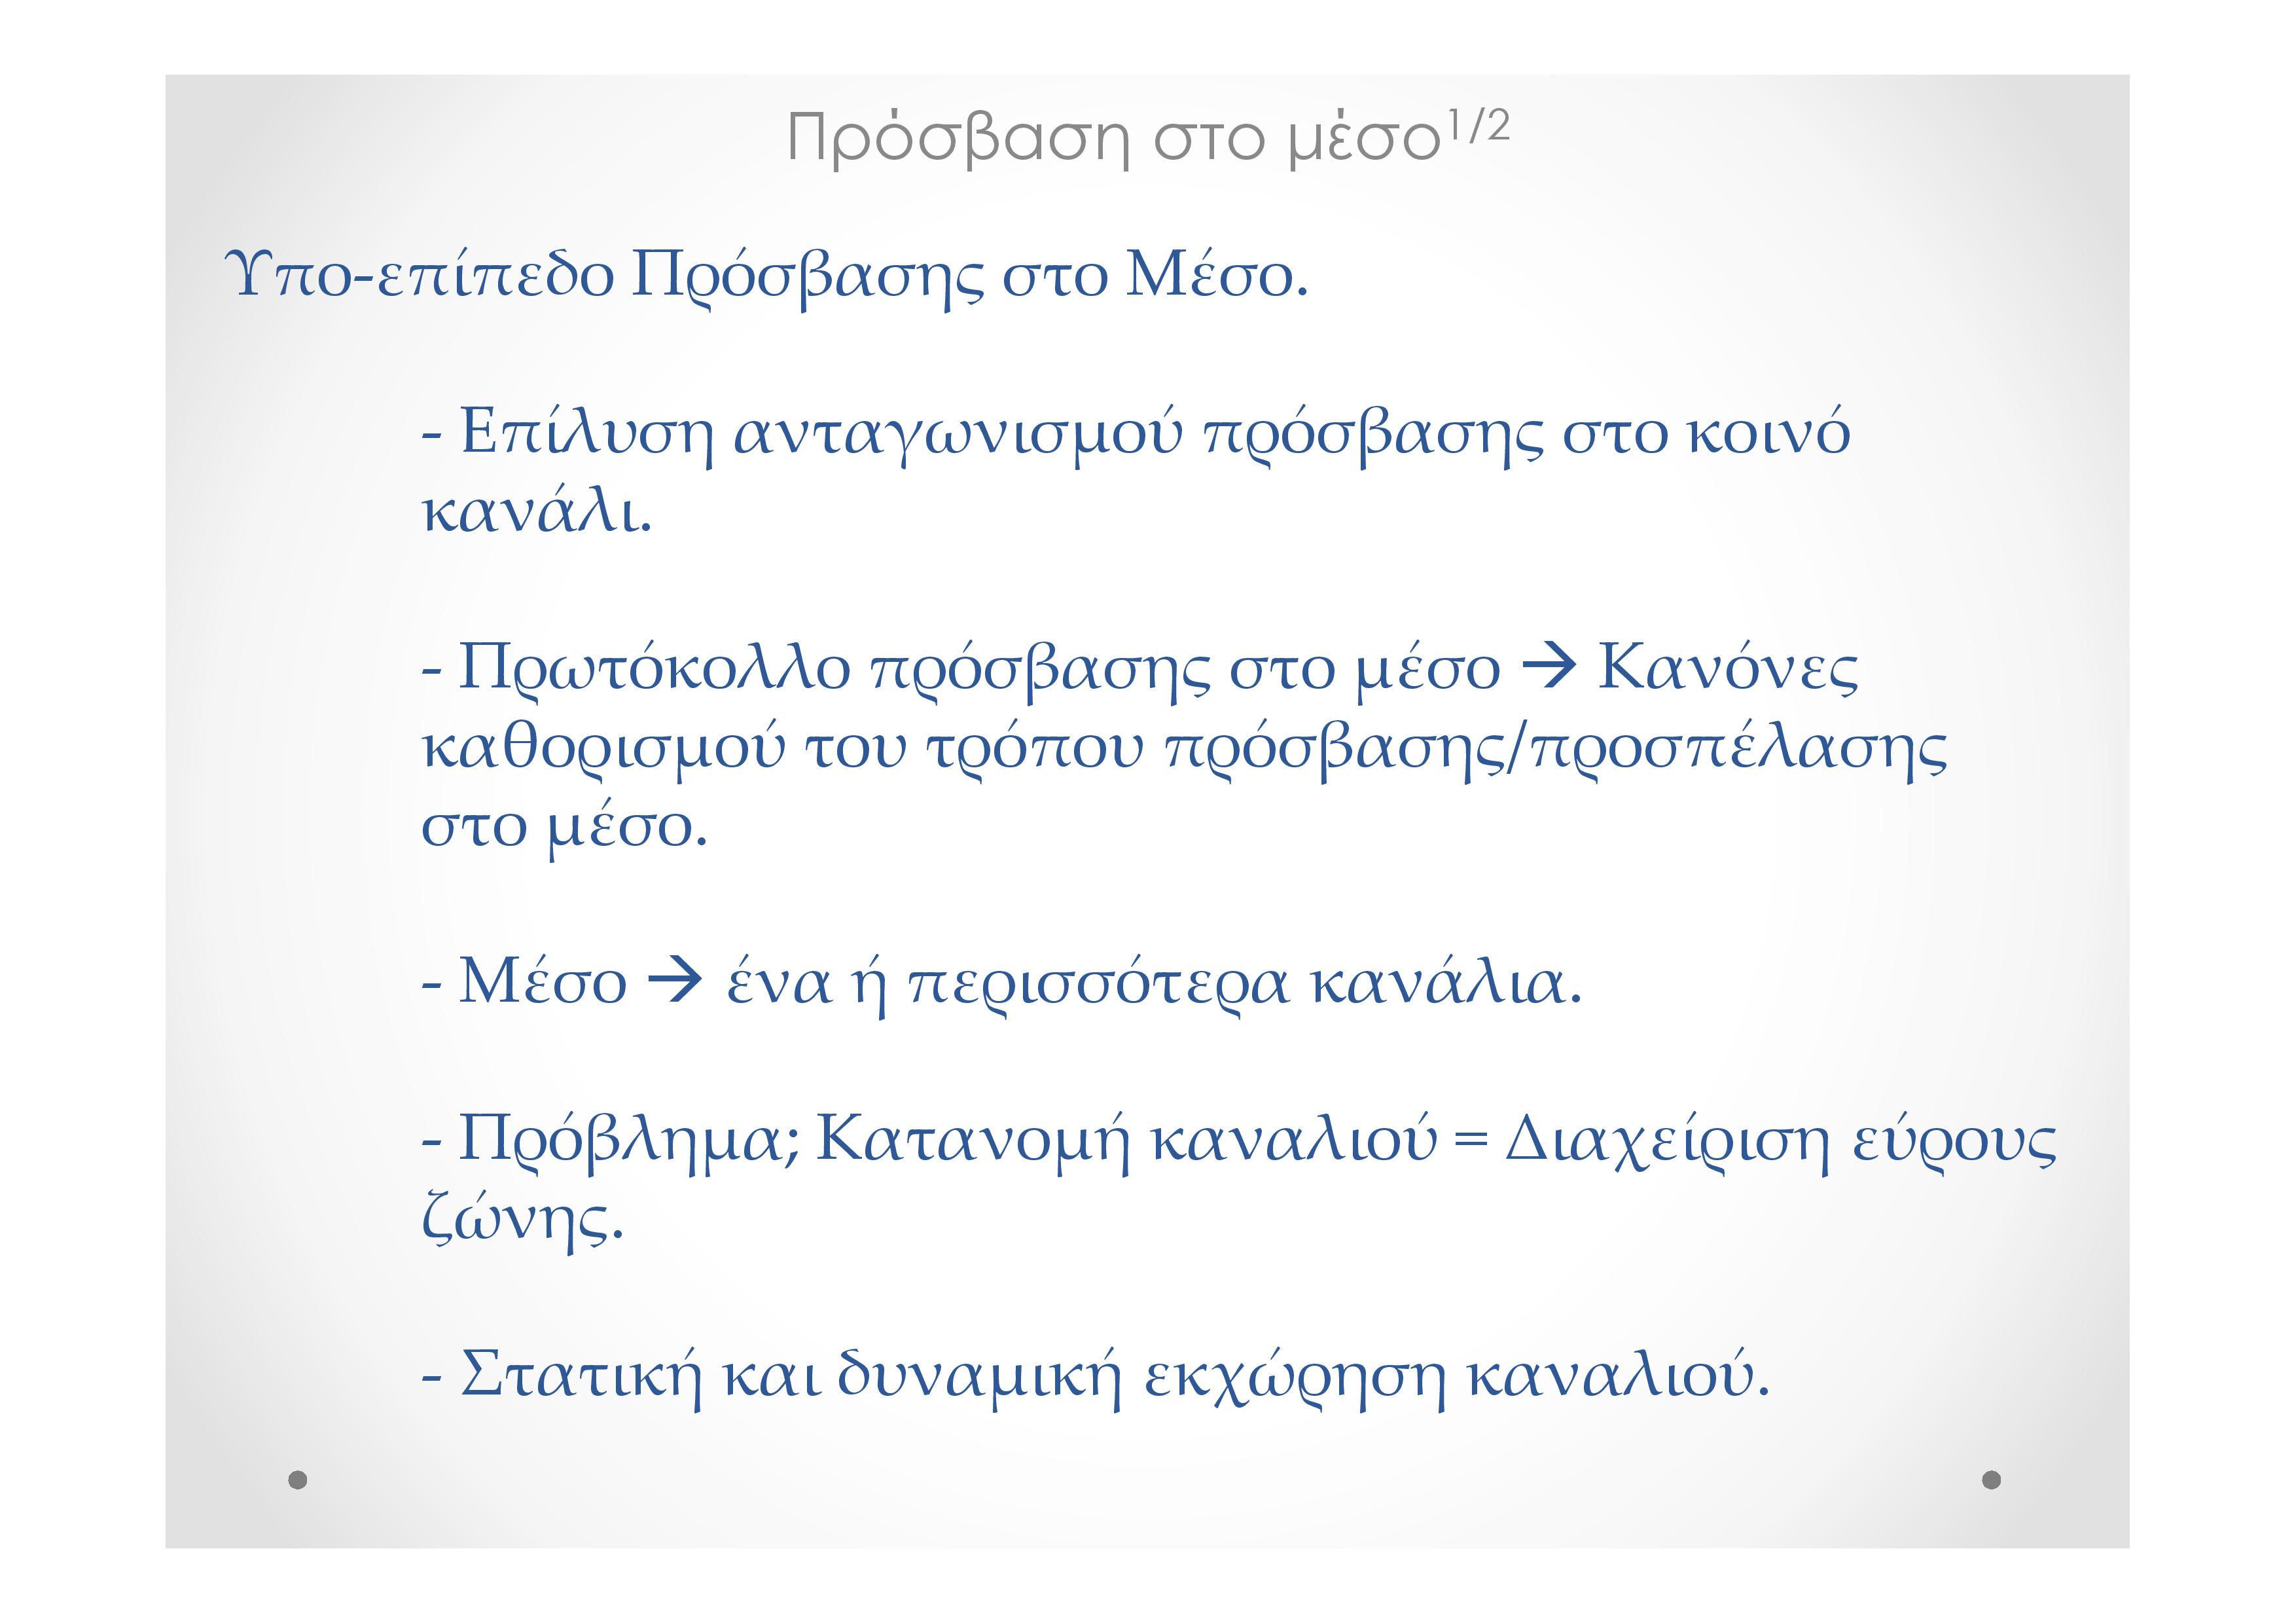 Πρόσβαση στο μέσο1/2
Υπο-επίπεδο Πρόσβασης στο Μέσο.
- Επίλυση ανταγωνισμού πρόσβασης στο κοινό
κανάλι.
- Πρωτόκολλο πρόσβασης στο μέσο → Κανόνες
καθορισμού του τρόπου πρόσβασης/προσπέλασης
στο μέσο.
- Μέσο → ένα ή περισσότερα κανάλια.
- Πρόβλημα; Κατανομή καναλιού = Διαχείριση εύρους
ζώνης.
- Στατική και δυναμική εκχώρηση καναλιού.